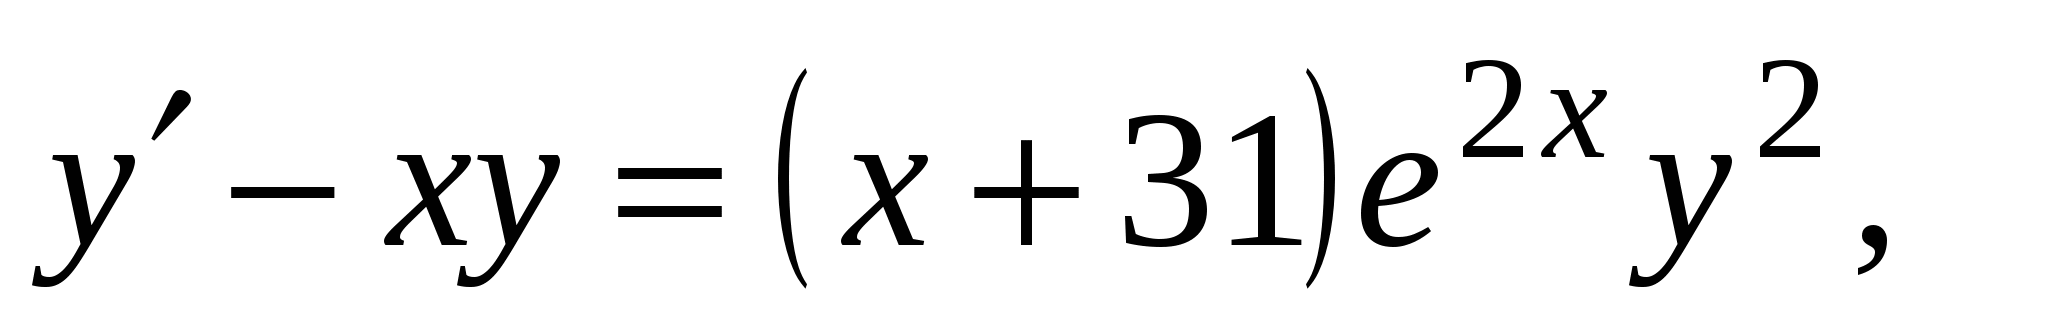 y′ − xy = (x + 31)e^{2x} y^2 ,